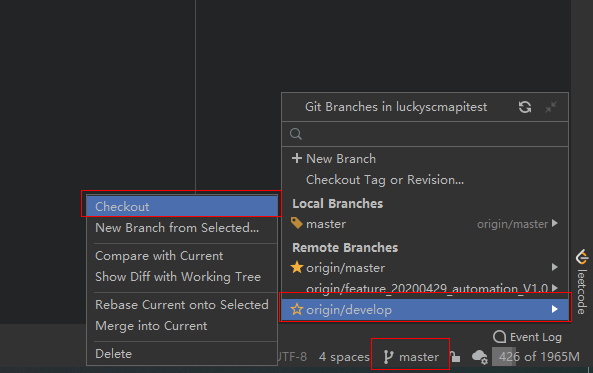 Git Branches in luckyscmapitest
New Branch
Checkout Tag or Revision...
Local Branches
master origin/master
Remote Branches
origin/master
origin/feature_20200429_automation_V1.0
origin/develop
Checkout
New Branch from Selected...
Compare with Current
Show Diff with Working Tree
Rebase Current onto Selected
Merge into Current
Delete
leetcode
Event Log
UTF-8 4 spaces master 426 of 1965M